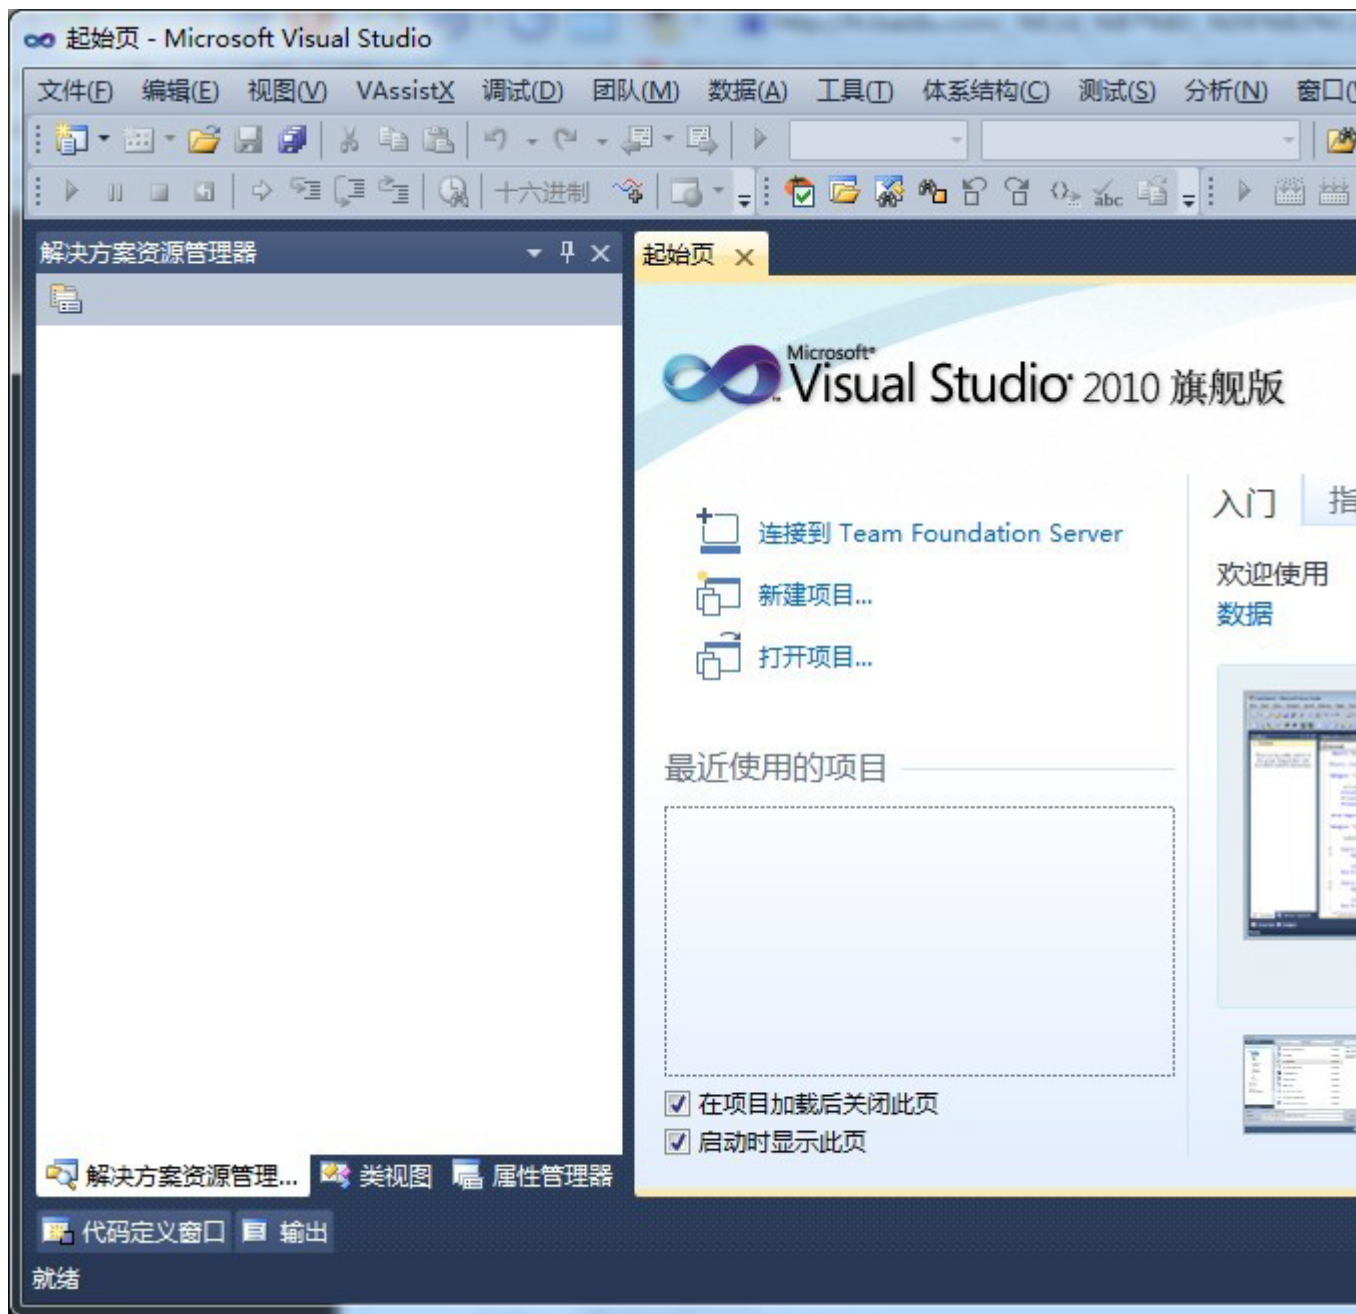 起始页 - Microsoft Visual Studio
文件(F) 编辑(E) 视图(V) VAssistX 调试(D) 团队(M) 数据(A) 工具(T) 体系结构(C) 测试(S) 分析(N) 窗口(
十六进制
解决方案资源管理器
起始页
Microsoft®
Visual Studio 2010 旗舰版
连接到 Team Foundation Server
新建项目...
打开项目...
最近使用的项目
在项目加载后关闭此页
启动时显示此页
入门 指
欢迎使用
数据
解决方案资源管理... 类视图 属性管理器
代码定义窗口 输出
就绪